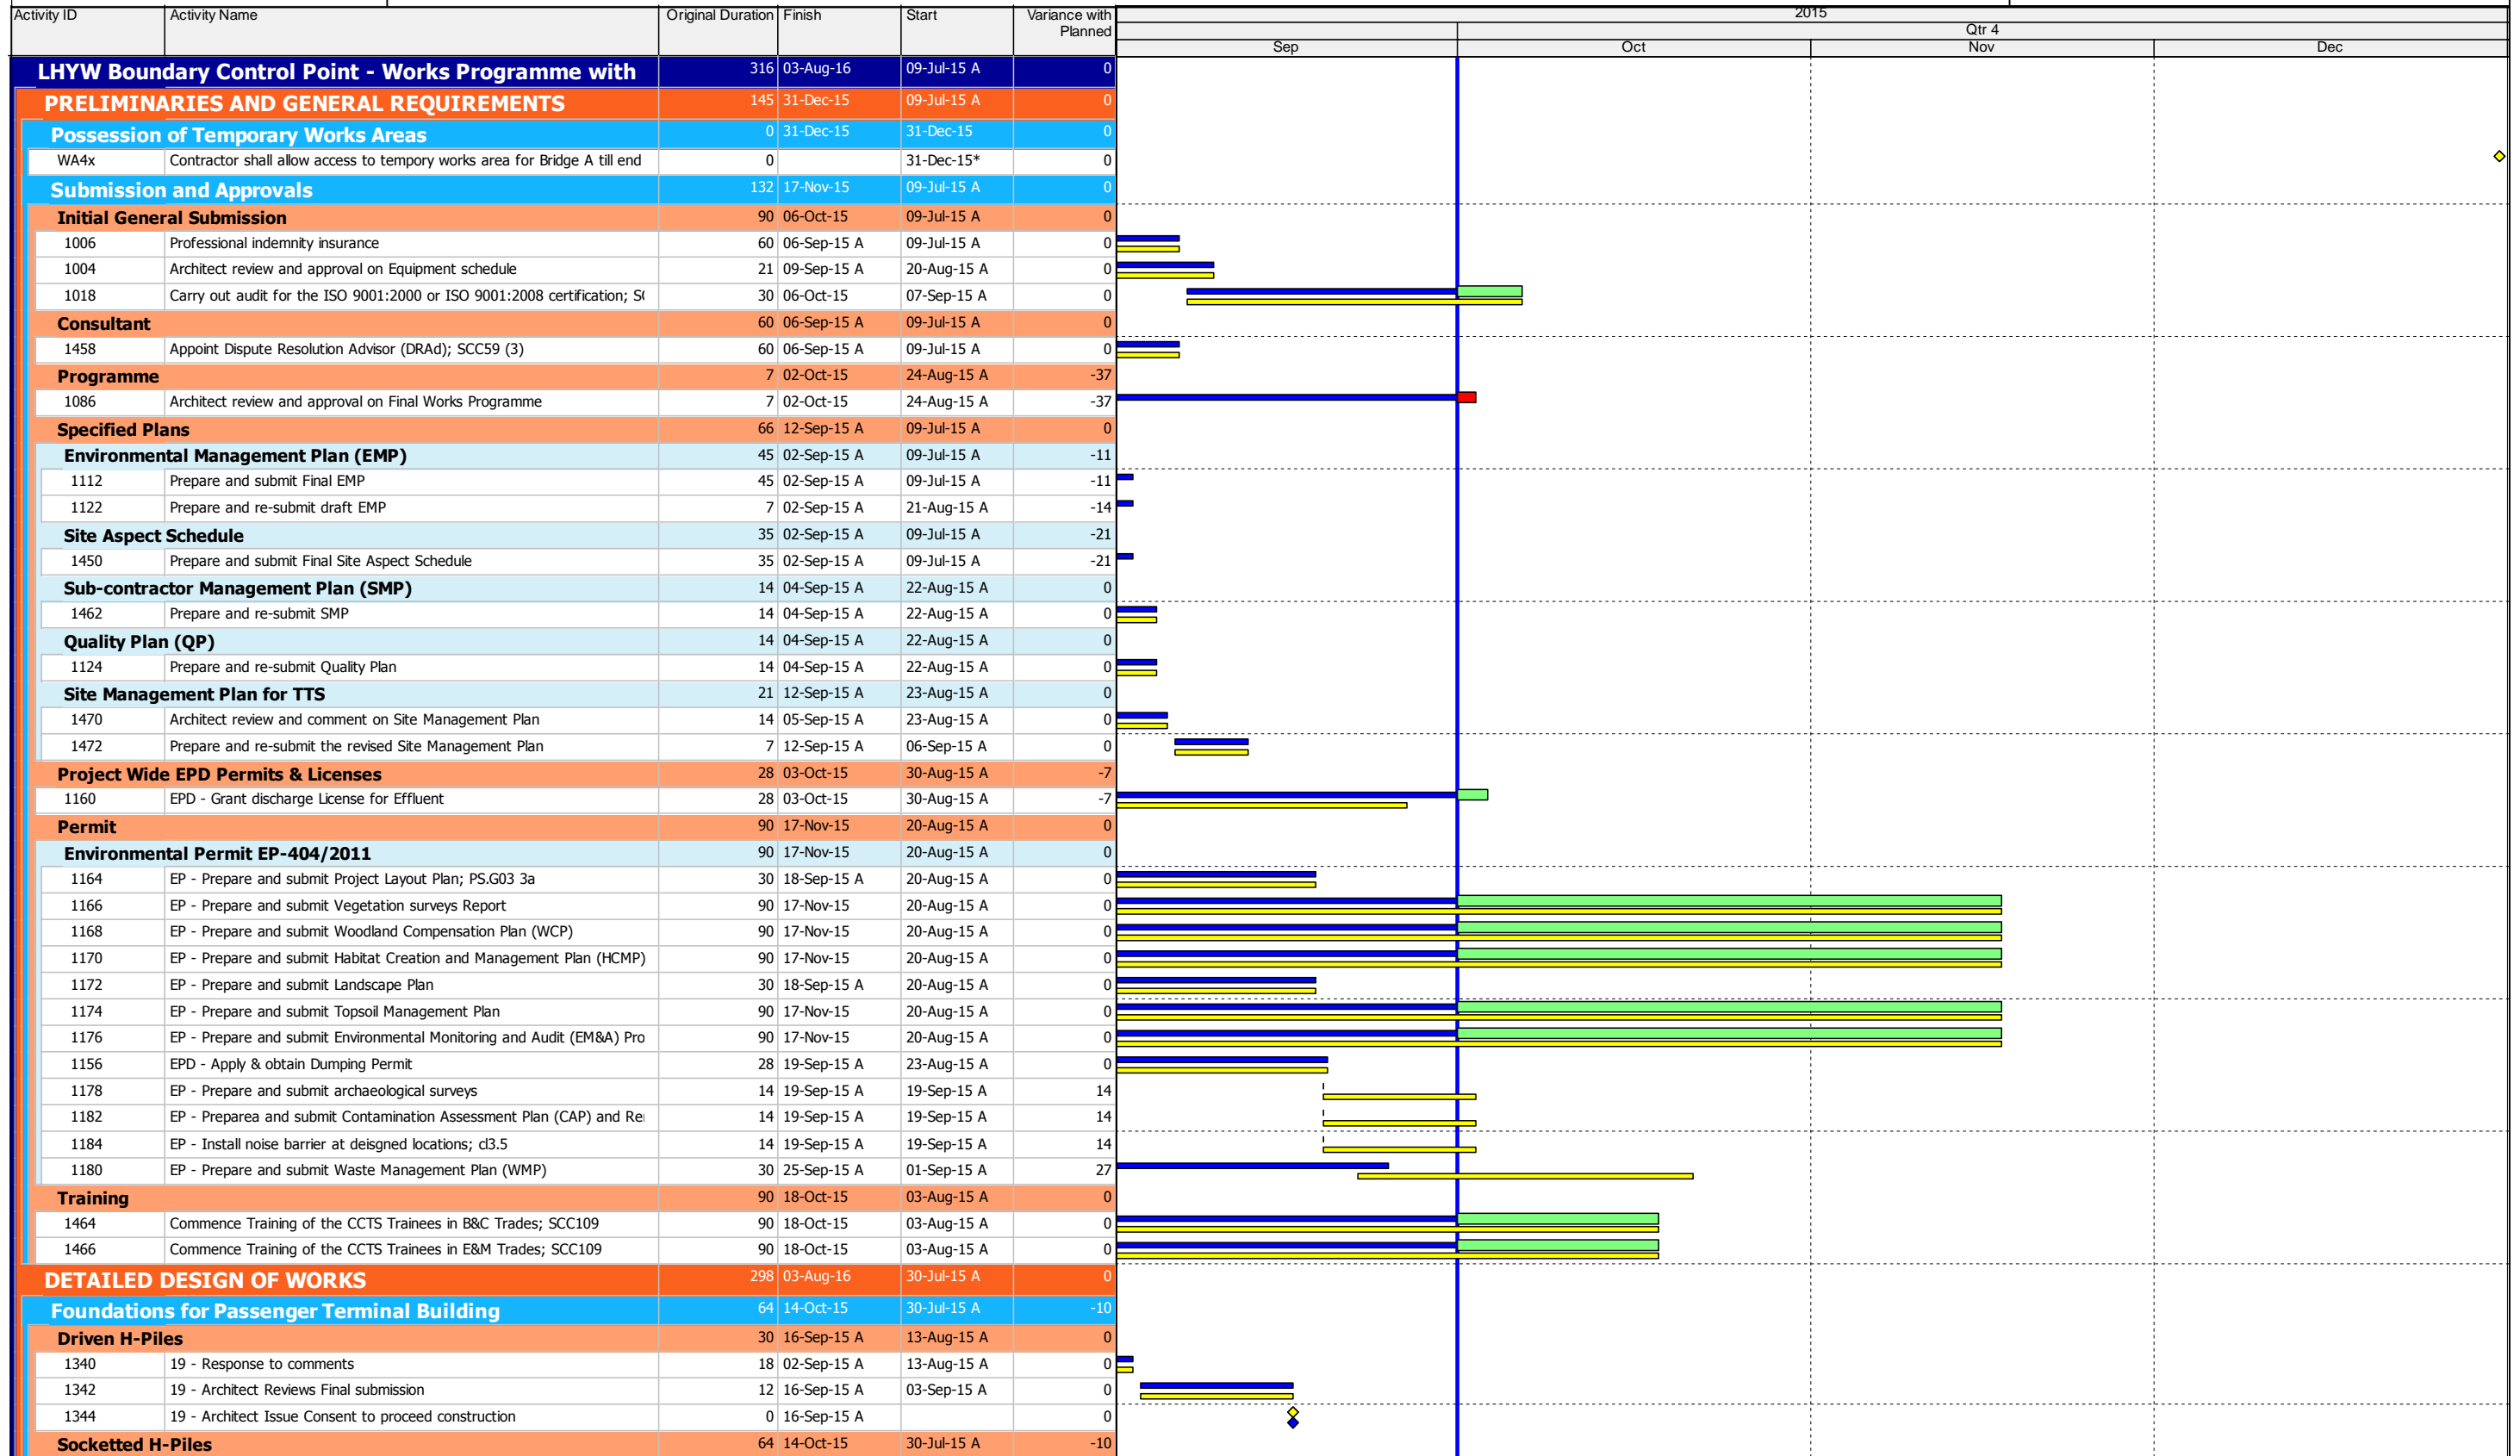 Activity ID Activity Name Original Duration Finish Start Variance with Planned 2015
Qtr 4
Sep Oct Nov Dec
LHYW Boundary Control Point - Works Programme with 316 03-Aug-16 09-Jul-15 A 0
PRELIMINARIES AND GENERAL REQUIREMENTS 145 31-Dec-15 09-Jul-15 A 0
Possession of Temporary Works Areas 0 31-Dec-15 31-Dec-15 0
WA4x Contractor shall allow access to tempory works area for Bridge A till end 0 31-Dec-15* 0
Submission and Approvals 132 17-Nov-15 09-Jul-15 A 0
Initial General Submission 90 06-Oct-15 09-Jul-15 A 0
1006 Professional indemnity insurance 60 06-Sep-15 A 09-Jul-15 A 0
1004 Architect review and approval on Equipment schedule 21 09-Sep-15 A 20-Aug-15 A 0
1018 Carry out audit for the ISO 9001:2000 or ISO 9001:2008 certification; 30 06-Oct-15 07-Sep-15 A 0
Consultant 60 06-Sep-15 A 09-Jul-15 A 0
1458 Appoint Dispute Resolution Advisor (DRAd); SCC59 (3) 60 06-Sep-15 A 09-Jul-15 A 0
Programme 7 02-Oct-15 24-Aug-15 A -37
1086 Architect review and approval on Final Works Programme 7 02-Oct-15 24-Aug-15 A -37
Specified Plans 66 12-Sep-15 A 09-Jul-15 A 0
Environmental Management Plan (EMP) 45 02-Sep-15 A 09-Jul-15 A -11
1112 Prepare and submit Final EMP 45 02-Sep-15 A 09-Jul-15 A -11
1122 Prepare and re-submit draft EMP 7 02-Sep-15 A 21-Aug-15 A -14
Site Aspect Schedule 35 02-Sep-15 A 09-Jul-15 A -21
1450 Prepare and submit Final Site Aspect Schedule 35 02-Sep-15 A 09-Jul-15 A -21
Sub-contractor Management Plan (SMP) 14 04-Sep-15 A 22-Aug-15 A 0
1462 Prepare and re-submit SMP 14 04-Sep-15 A 22-Aug-15 A 0
Quality Plan (QP) 14 04-Sep-15 A 22-Aug-15 A 0
1124 Prepare and re-submit Quality Plan 14 04-Sep-15 A 22-Aug-15 A 0
Site Management Plan for TTS 21 12-Sep-15 A 23-Aug-15 A 0
1470 Architect review and comment on Site Management Plan 14 05-Sep-15 A 23-Aug-15 A 0
1472 Prepare and re-submit the revised Site Management Plan 7 12-Sep-15 A 06-Sep-15 A 0
Project Wide EPD Permits & Licenses 28 03-Oct-15 30-Aug-15 A -7
1160 EPD - Grant discharge License for Effluent 28 03-Oct-15 30-Aug-15 A -7
Permit 90 17-Nov-15 20-Aug-15 A 0
Environmental Permit EP-404/2011 90 17-Nov-15 20-Aug-15 A 0
1164 EP - Prepare and submit Project Layout Plan; PS.G03 3a 30 18-Sep-15 A 20-Aug-15 A 0
1166 EP - Prepare and submit Vegetation surveys Report 90 17-Nov-15 20-Aug-15 A 0
1168 EP - Prepare and submit Woodland Compensation Plan (WCP) 90 17-Nov-15 20-Aug-15 A 0
1170 EP - Prepare and submit Habitat Creation and Management Plan (HCMP) 90 17-Nov-15 20-Aug-15 A 0
1172 EP - Prepare and submit Landscape Plan 30 18-Sep-15 A 20-Aug-15 A 0
1174 EP - Prepare and submit Topsoil Management Plan 90 17-Nov-15 20-Aug-15 A 0
1176 EP - Prepare and submit Environmental Monitoring and Audit (EM&A) Pro 90 17-Nov-15 20-Aug-15 A 0
1156 EPD - Apply & obtain Dumping Permit 28 19-Sep-15 A 23-Aug-15 A 0
1178 EP - Prepare and submit archaeological surveys 14 19-Sep-15 A 19-Sep-15 A 14
1182 EP - Preparea and submit Contamination Assessment Plan (CAP) and 14 19-Sep-15 A 19-Sep-15 A 14
1184 EP - Install noise barrier at deisgned locations; cl3.5 14 19-Sep-15 A 19-Sep-15 A 14
1180 EP - Prepare and submit Waste Management Plan (WMP) 30 25-Sep-15 A 01-Sep-15 A 27
Training 90 18-Oct-15 03-Aug-15 A 0
1464 Commence Training of the CCTS Trainees in B&C Trades; SCC109 90 18-Oct-15 03-Aug-15 A 0
1466 Commence Training of the CCTS Trainees in E&M Trades; SCC109 90 18-Oct-15 03-Aug-15 A 0
DETAILED DESIGN OF WORKS 298 03-Aug-16 30-Jul-15 A 0
Foundations for Passenger Terminal Building 64 14-Oct-15 30-Jul-15 A -10
Driven H-Piles 30 16-Sep-15 A 13-Aug-15 A 0
1340 19 - Response to comments 18 02-Sep-15 A 13-Aug-15 A 0
1342 19 - Architect Reviews Final submission 12 16-Sep-15 A 03-Sep-15 A 0
1344 19 - Architect Issue Consent to proceed construction 0 16-Sep-15 A 0
Socketted H-Piles 64 14-Oct-15 30-Jul-15 A -10